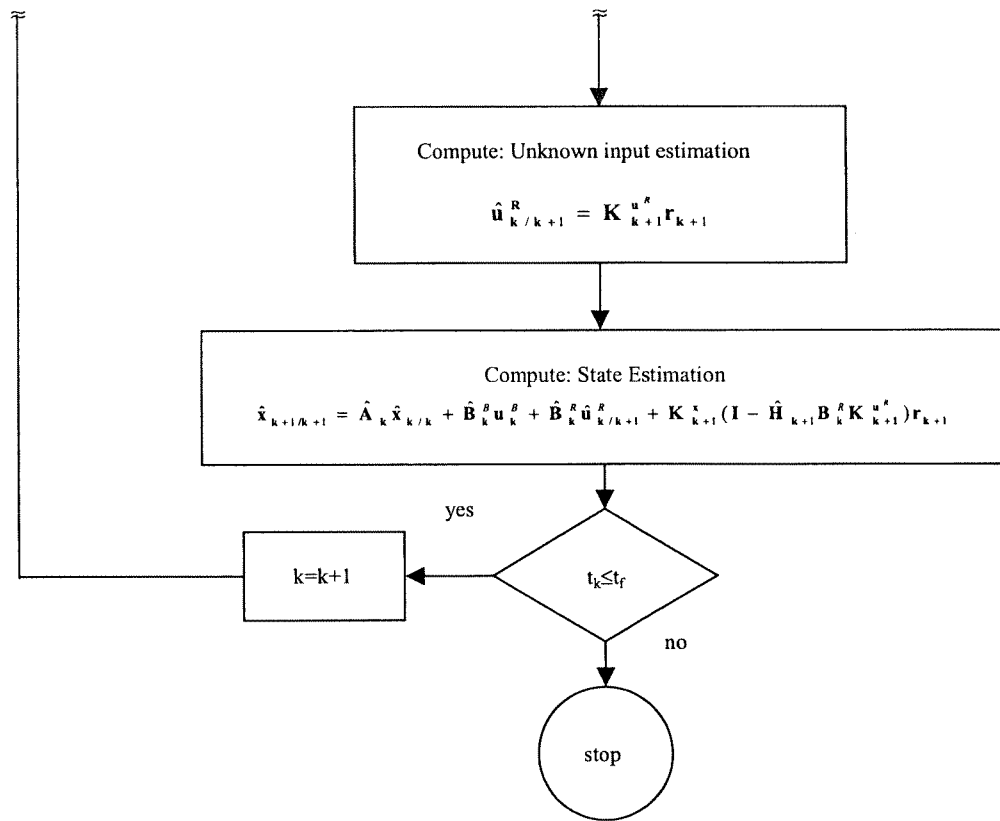 Compute: Unknown input estimation
û^R_{k/k+1} = K^{u^R}_{k+1} r_{k+1}
Compute: State Estimation
x̂_{k+1/k+1} = Â_k x̂_{k/k} + B̂^B_k u^B_k + B̂^R_k û^R_{k/k+1} + K^x_{k+1} (I − Ĥ_{k+1} B^R_k K^{u^R}_{k+1}) r_{k+1}
yes
k=k+1
t_k≤t_f
no
stop